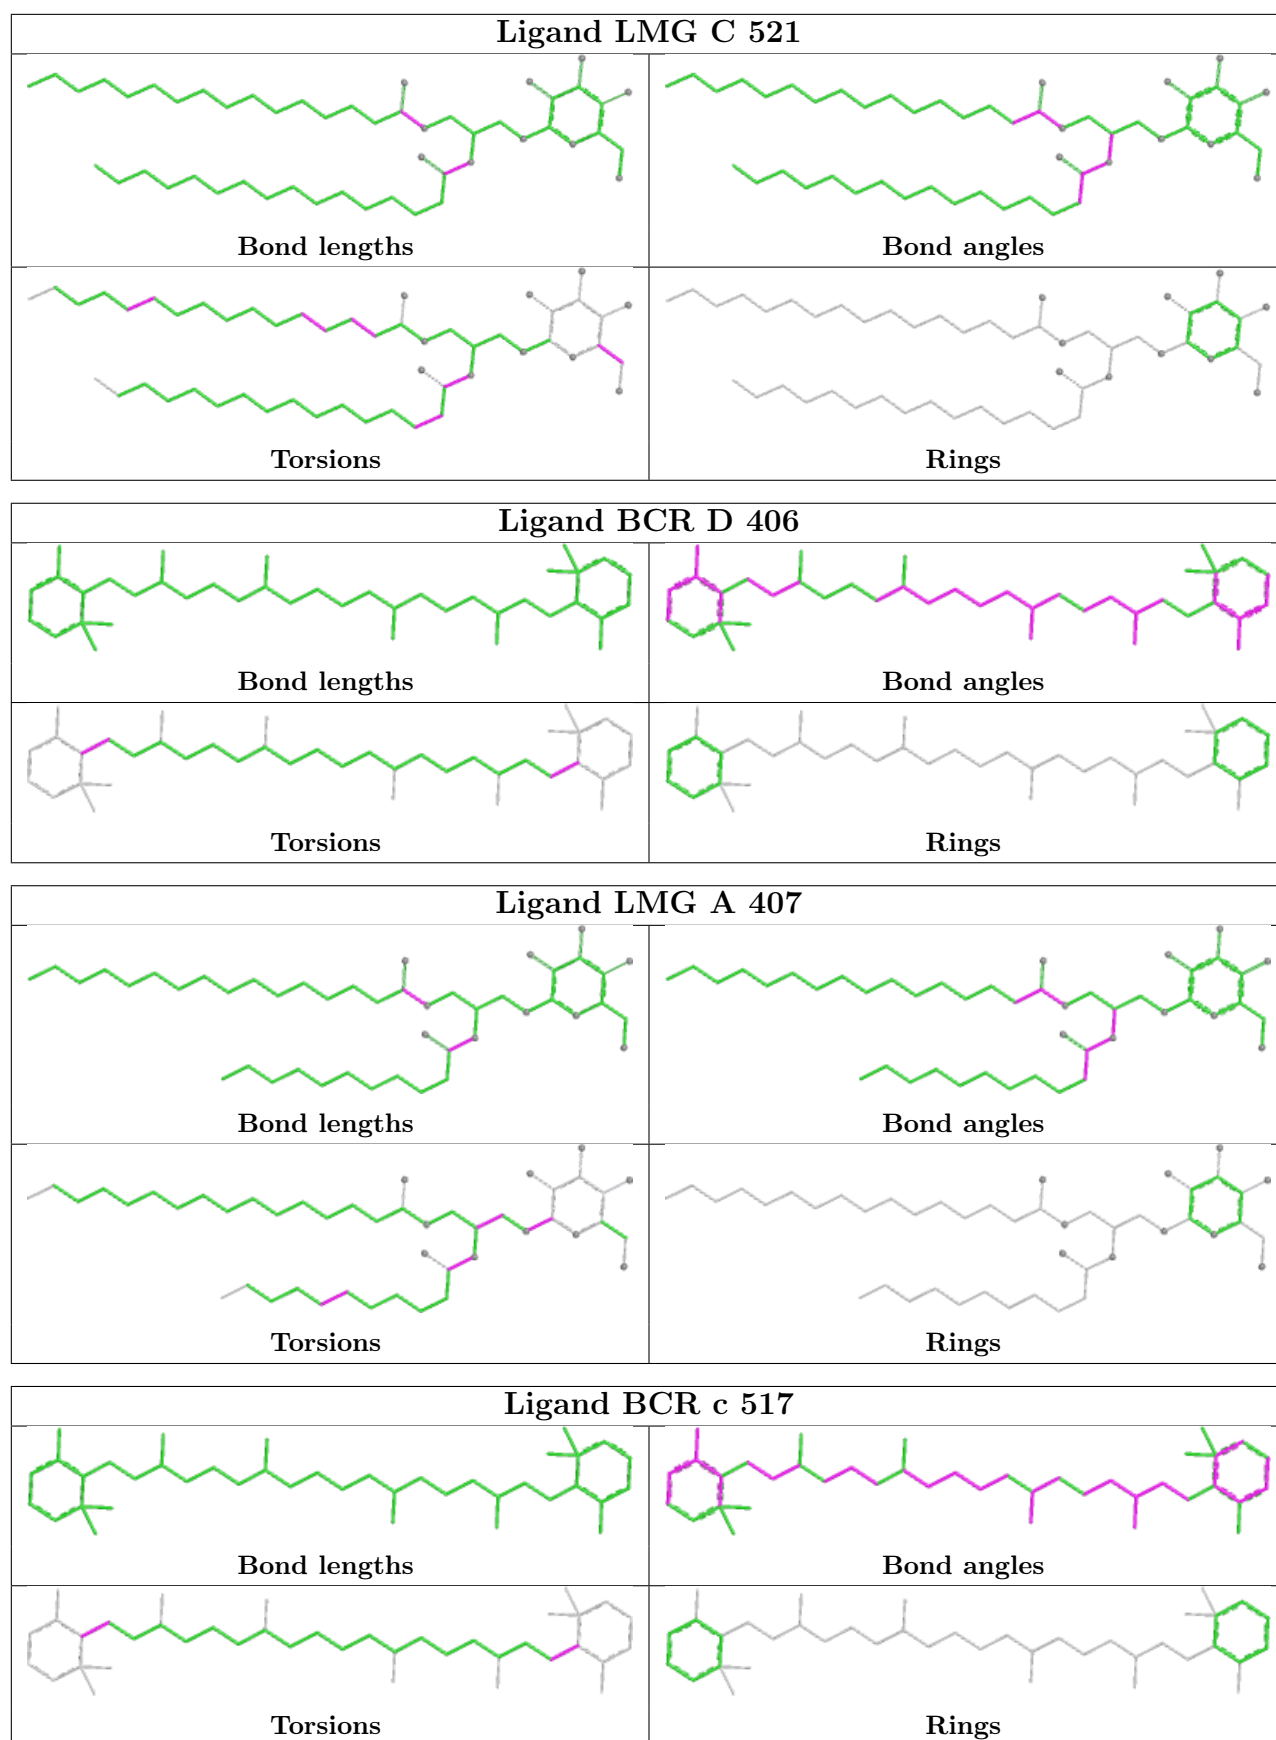 Ligand LMG C 521
Bond lengths
Bond angles
Torsions
Rings
Ligand BCR D 406
Bond lengths
Bond angles
Torsions
Rings
Ligand LMG A 407
Bond lengths
Bond angles
Torsions
Rings
Ligand BCR c 517
Bond lengths
Bond angles
Torsions
Rings